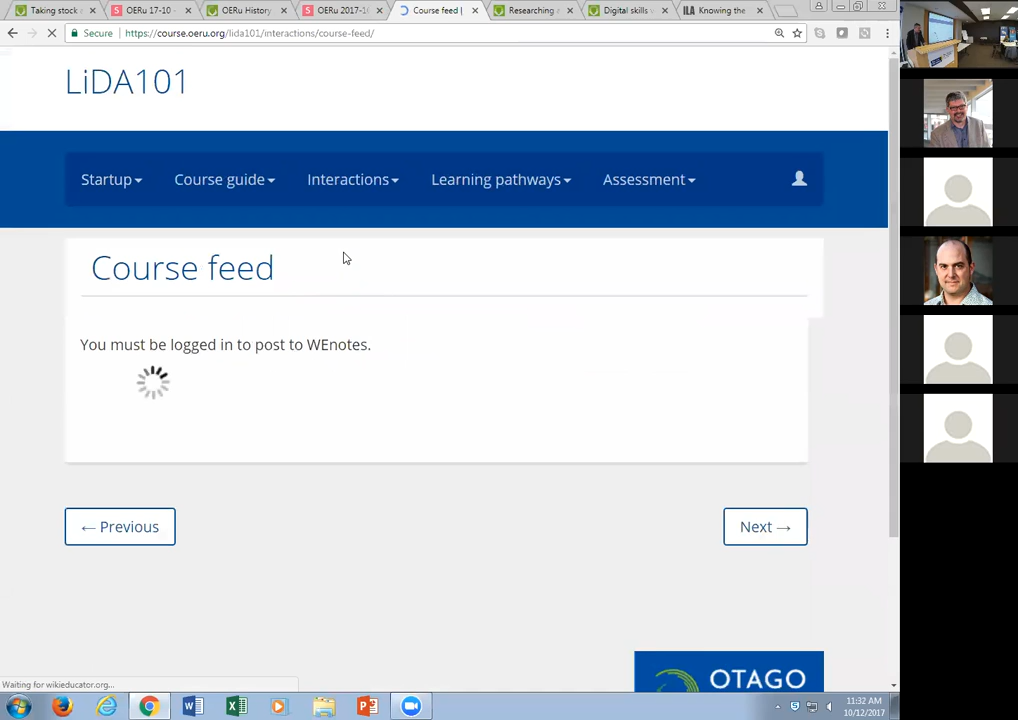 Taking stock
OERu 17-10 -
OERu History
OERu 2017-1
Course feed |
Researching
Digital skills
ILA Knowing the
Secure | https://course.oeru.org/lida101/interactions/course-feed/
LiDA101
Startup
Course guide
Interactions
Learning pathways
Assessment
Course feed
You must be logged in to post to WEnotes.
← Previous
Next →
OTAGO
Waiting for wikieducator.org...
11:32 AM
10/12/2017